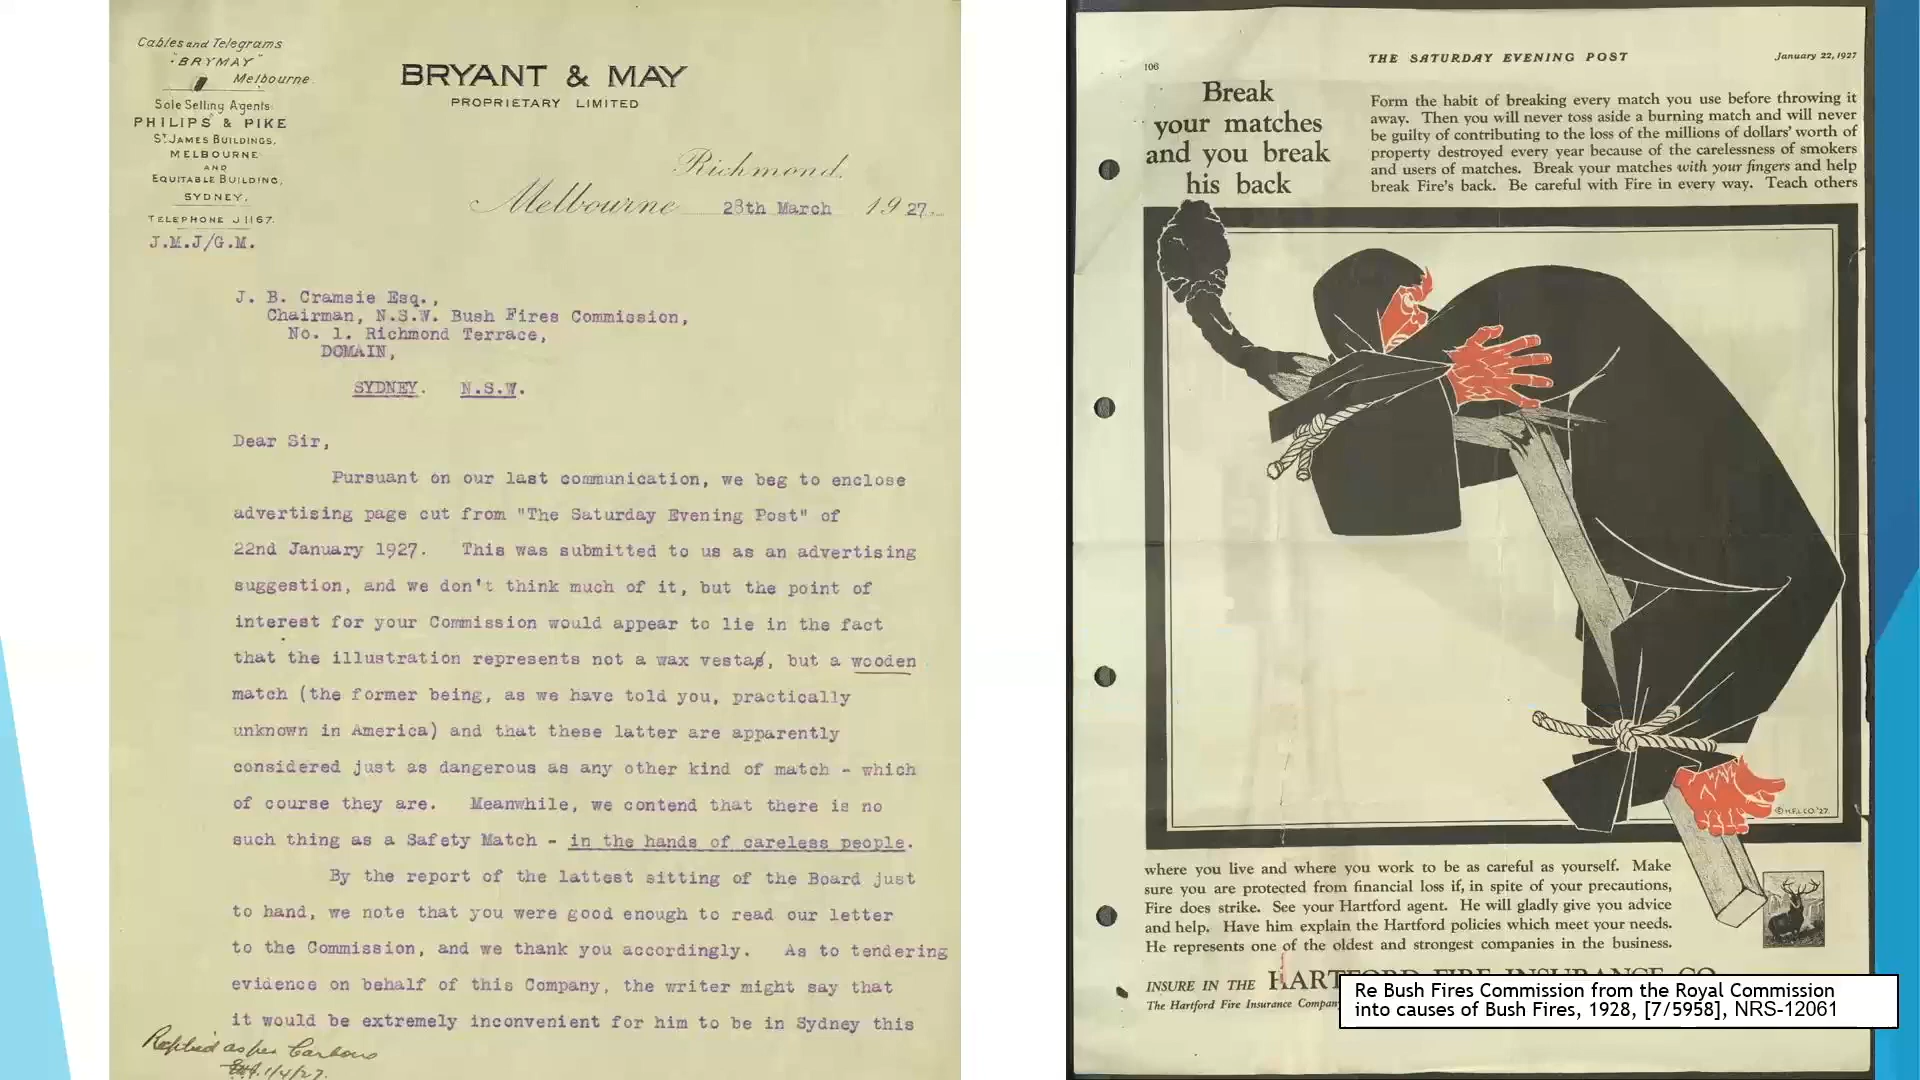 Cables and Telegrams
"BRYMAY"
Melbourne.
Sole Selling Agents:
PHILIPS & PIKE
ST JAMES BUILDINGS,
MELBOURNE
AND
EQUITABLE BUILDING,
SYDNEY.
TELEPHONE J 1167.
J.M.J/G.M.
BRYANT & MAY
PROPRIETARY LIMITED
Richmond,
Melbourne 28th March 1927.
J. B. Cramsie Esq.,
Chairman, N.S.W. Bush Fires Commission,
No. 1. Richmond Terrace,
DOMAIN,
SYDNEY. N.S.W.
Dear Sir,
Pursuant on our last communication, we beg to enclose
advertising page cut from "The Saturday Evening Post" of
22nd January 1927. This was submitted to us as an advertising
suggestion, and we don't think much of it, but the point of
interest for your Commission would appear to lie in the fact
that the illustration represents not a wax vesta, but a wooden
match (the former being, as we have told you, practically
unknown in America) and that these latter are apparently
considered just as dangerous as any other kind of match - which
of course they are. Meanwhile, we contend that there is no
such thing as a Safety Match - in the hands of careless people.
By the report of the lattest sitting of the Board just
to hand, we note that you were good enough to read our letter
to the Commission, and we thank you accordingly. As to tendering
evidence on behalf of this Company, the writer might say that
it would be extremely inconvenient for him to be in Sydney this
Replied as per Carbons
1/4/27.
106
THE SATURDAY EVENING POST
January 22, 1927
Break
your matches
and you break
his back
Form the habit of breaking every match you use before throwing it
away. Then you will never toss aside a burning match and will never
be guilty of contributing to the loss of the millions of dollars' worth of
property destroyed every year because of the carelessness of smokers
and users of matches. Break your matches with your fingers and help
break Fire's back. Be careful with Fire in every way. Teach others
© H.F.I.CO.'27.
where you live and where you work to be as careful as yourself. Make
sure you are protected from financial loss if, in spite of your precautions,
Fire does strike. See your Hartford agent. He will gladly give you advice
and help. Have him explain the Hartford policies which meet your needs.
He represents one of the oldest and strongest companies in the business.
INSURE IN THE HARTFORD FIRE INSURANCE CO
The Hartford Fire Insurance Compan
Re Bush Fires Commission from the Royal Commission
into causes of Bush Fires, 1928, [7/5958], NRS-12061